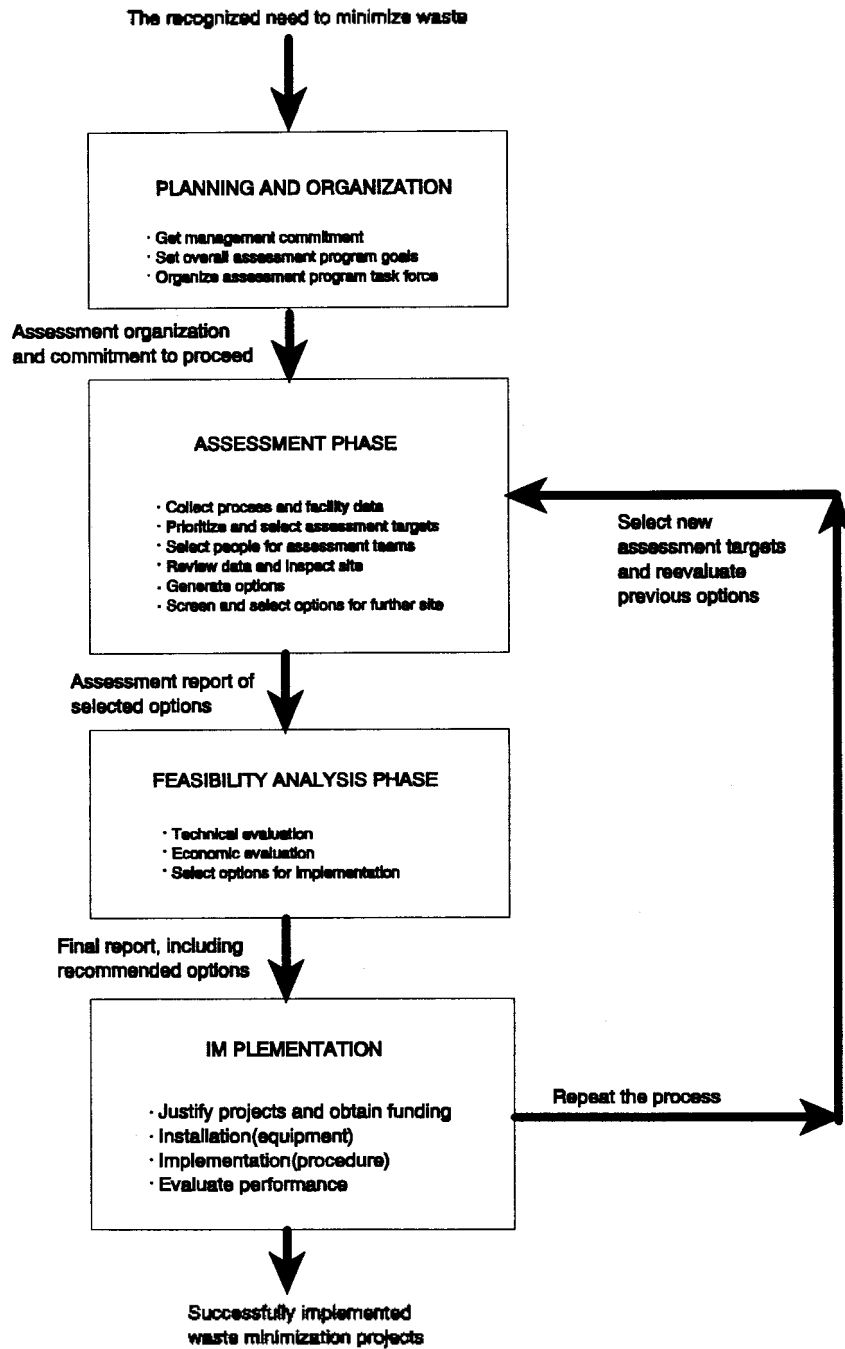 The recognized need to minimize waste
PLANNING AND ORGANIZATION
· Get management commitment
· Set overall assessment program goals
· Organize assessment program task force
Assessment organization
and commitment to proceed
ASSESSMENT PHASE
· Collect process and facility data
· Prioritize and select assessment targets
· Select people for assessment teams
· Review data and inspect site
· Generate options
· Screen and select options for further site
Select new
assessment targets
and reevaluate
previous options
Assessment report of
selected options
FEASIBILITY ANALYSIS PHASE
· Technical evaluation
· Economic evaluation
· Select options for implementation
Final report, including
recommended options
IM PLEMENTATION
· Justify projects and obtain funding
· Installation(equipment)
· Implementation(procedure)
· Evaluate performance
Repeat the process
Successfully implemented
waste minimization projects